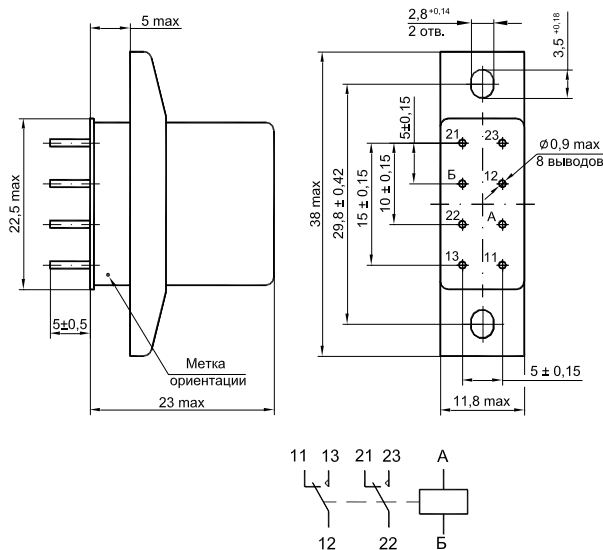 5 max
22,5 max
5±0,5
Метка
ориентации
23 max
2,8+0,14
2 отв.
3,5 +0,18
38 max
29,8 ± 0,42
15 ± 0,15
10 ± 0,15
5±0,15
21 23
Ø 0,9 max
8 выводов
Б 12
22 А
13 11
5 ± 0,15
11,8 max
11 13 21 23 А
12 22 Б